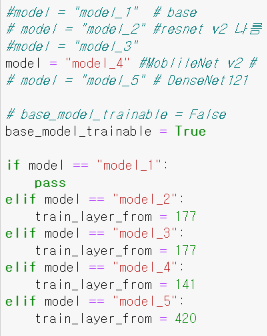 #model = "model_1" # base
# model = "model_2" #resnet v2 나름
#model = "model_3"
model = "model_4" #MoblileNet v2 #
# model = "model_5" # DenseNet121
# base_model_trainable = False
base_model_trainable = True
if model == "model_1":
pass
elif model == "model_2":
train_layer_from = 177
elif model == "model_3":
train_layer_from = 177
elif model == "model_4":
train_layer_from = 141
elif model == "model_5":
train_layer_from = 420